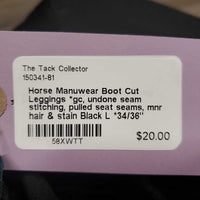 The Tack Collector
150341-81
Horse Manuwear Boot Cut
Leggings *gc, undone seam
stitching, pulled seat seams, mnr
hair & stain Black L *34/36"
58XWTT
$20.00